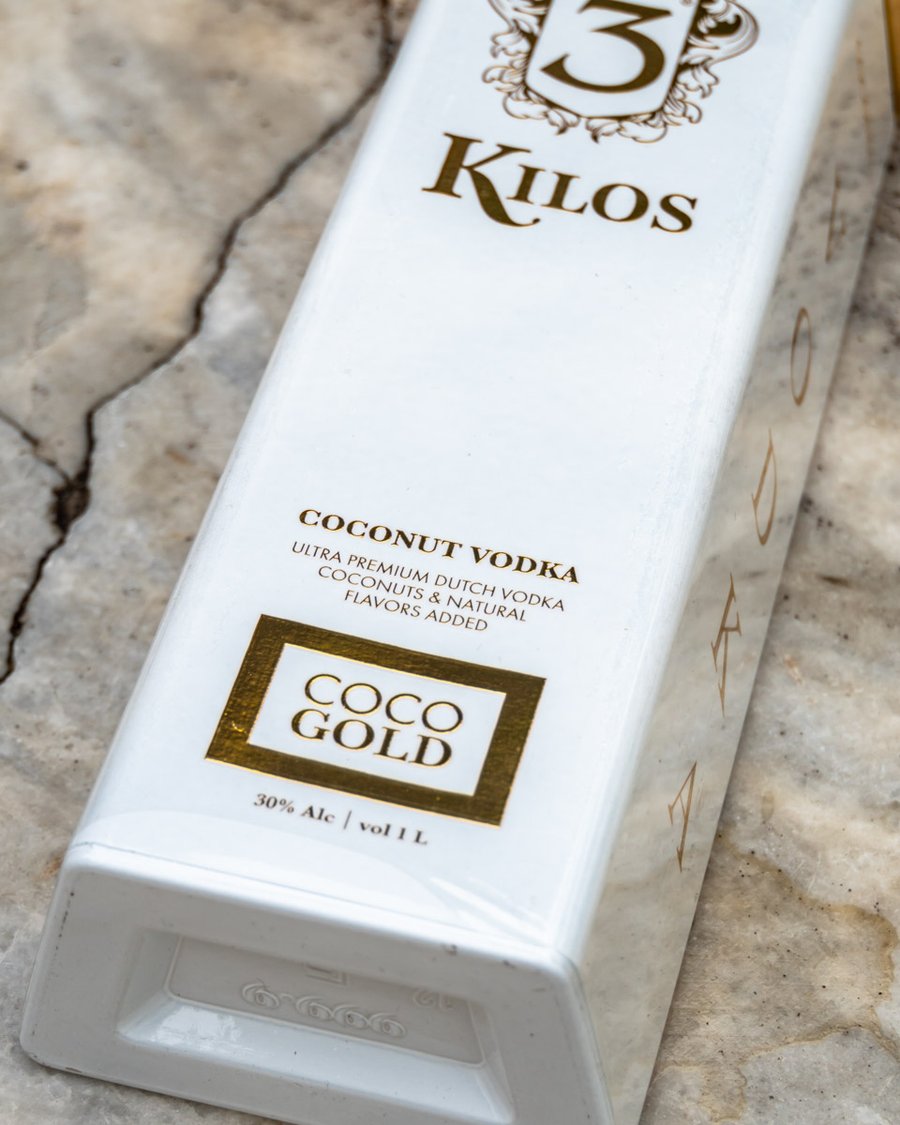 3
KILOS
COCONUT VODKA
ULTRA PREMIUM DUTCH VODKA
COCONUTS & NATURAL
FLAVORS ADDED
COCO
GOLD
30% Alc | vol 1 L